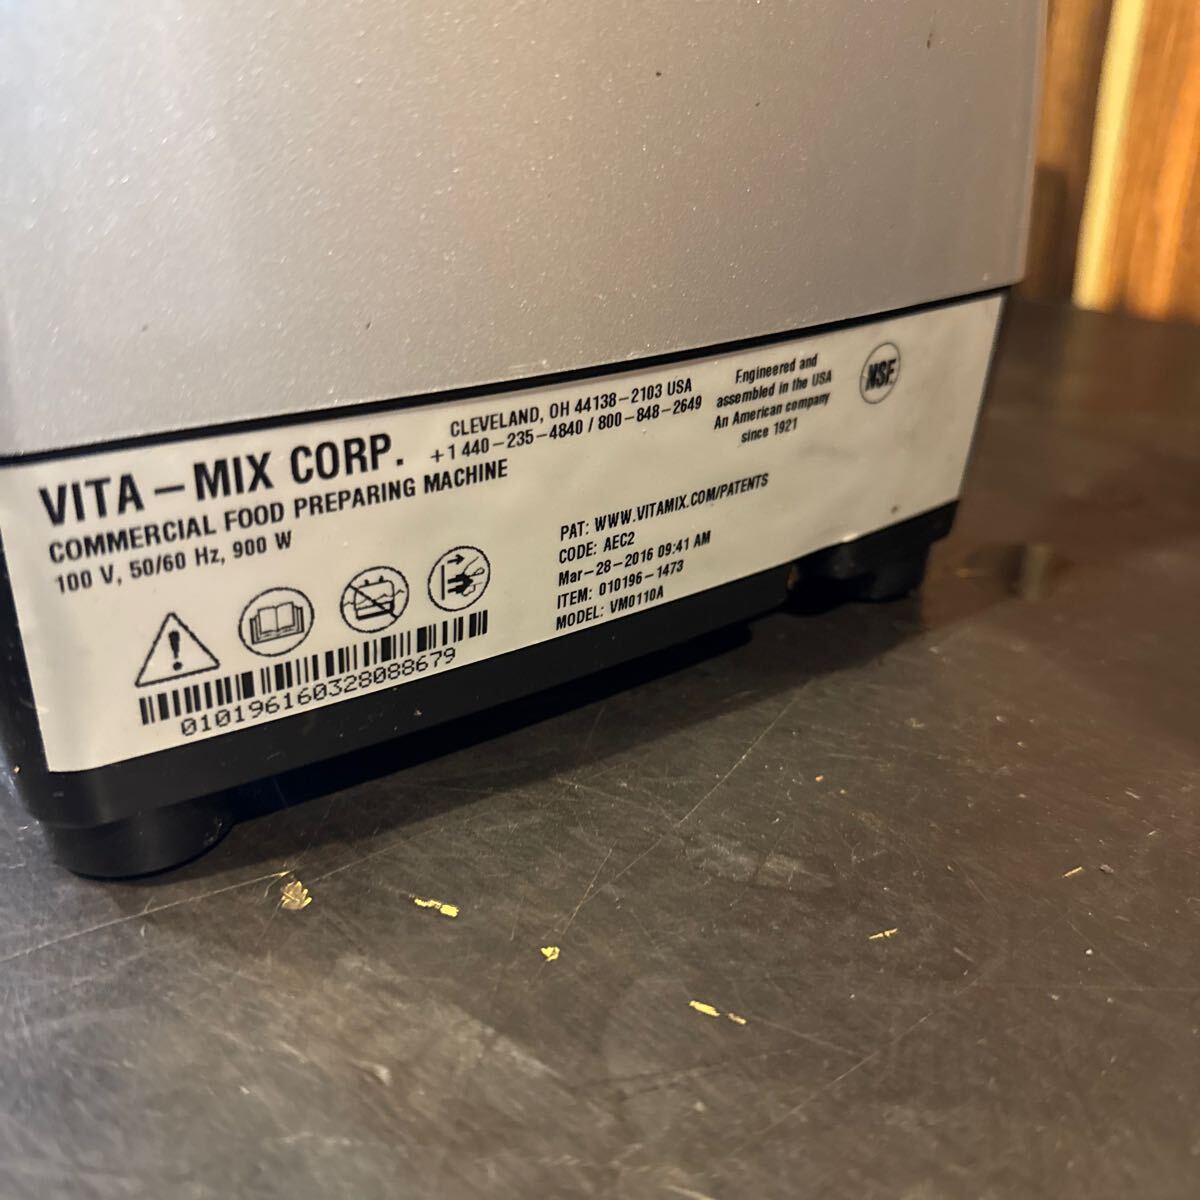 VITA-MIX CORP.
CLEVELAND, OH 44138-2103 USA
+1 440-235-4840 / 800-848-2649
COMMERCIAL FOOD PREPARING MACHINE
100 V, 50/60 Hz, 900 W
Engineered and
assembled in the USA
An American company
since 1921
NSF
PAT: WWW.VITAMIX.COM/PATENTS
CODE: AEC2
Mar-28-2016 09:41 AM
ITEM: 010196-1473
MODEL: VM0110A
010196160328088679